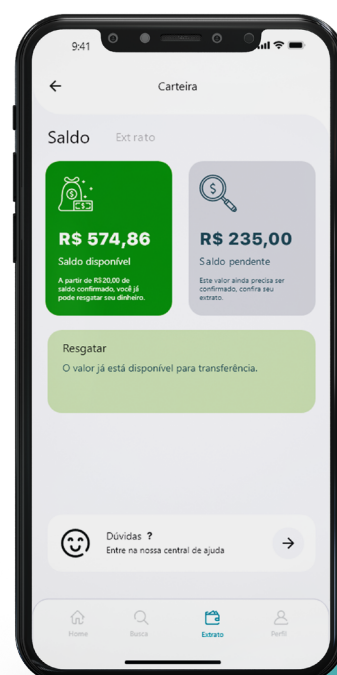 9:41
Carteira
Saldo
Extrato
R$ 574,86
Saldo disponível
A partir de R$20,00 de
saldo confirmado, você já
pode resgatar seu dinheiro.
R$ 235,00
Saldo pendente
Este valor ainda precisa ser
confirmado, confira seu
extrato.
Resgatar
O valor já está disponível para transferência.
Dúvidas ?
Entre na nossa central de ajuda
Home
Busca
Extrato
Perfil